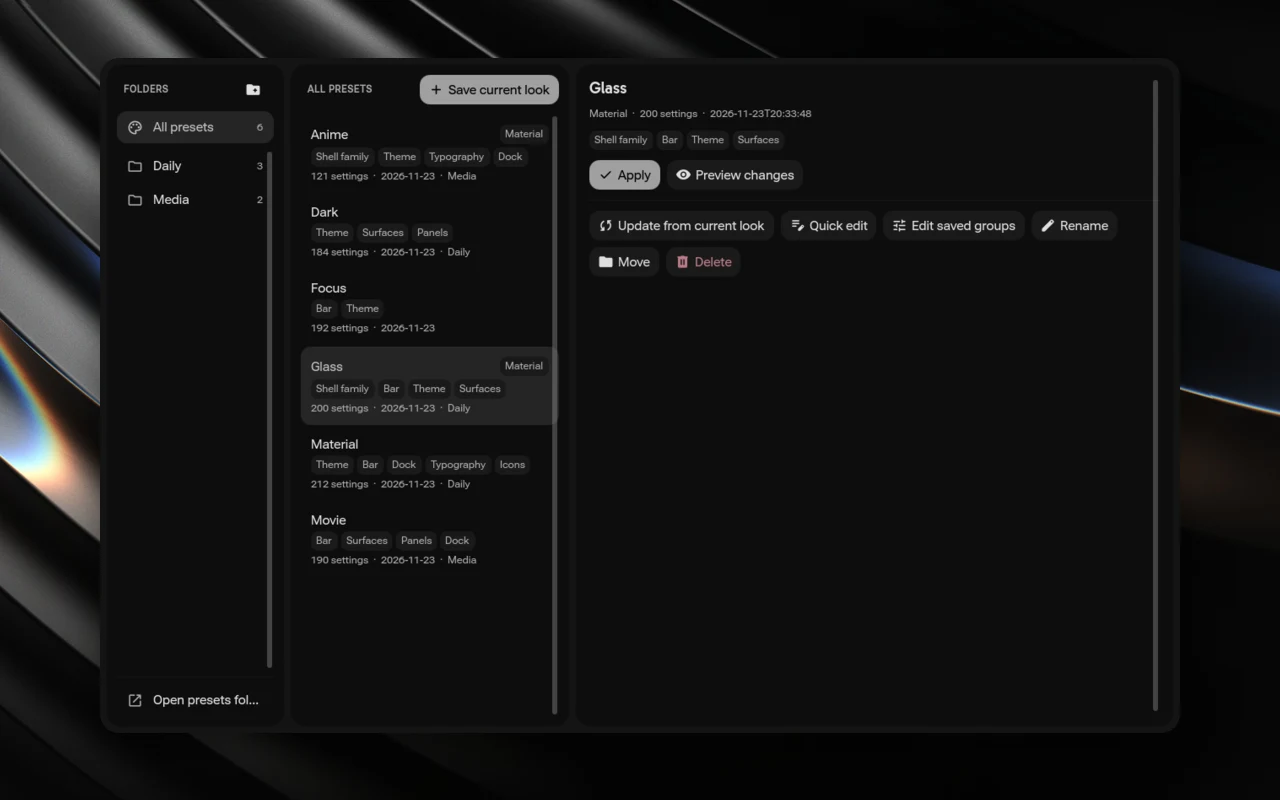 FOLDERS
All presets 6
Daily 3
Media 2
Open presets fol...
ALL PRESETS
Save current look
Anime Material
Shell family Theme Typography Dock
121 settings · 2026-11-23 · Media
Dark
Theme Surfaces Panels
184 settings · 2026-11-23 · Daily
Focus
Bar Theme
192 settings · 2026-11-23
Glass Material
Shell family Bar Theme Surfaces
200 settings · 2026-11-23 · Daily
Material
Theme Bar Dock Typography Icons
212 settings · 2026-11-23 · Daily
Movie
Bar Surfaces Panels Dock
190 settings · 2026-11-23 · Media
Glass
Material · 200 settings · 2026-11-23T20:33:48
Shell family Bar Theme Surfaces
Apply Preview changes
Update from current look Quick edit Edit saved groups Rename
Move Delete